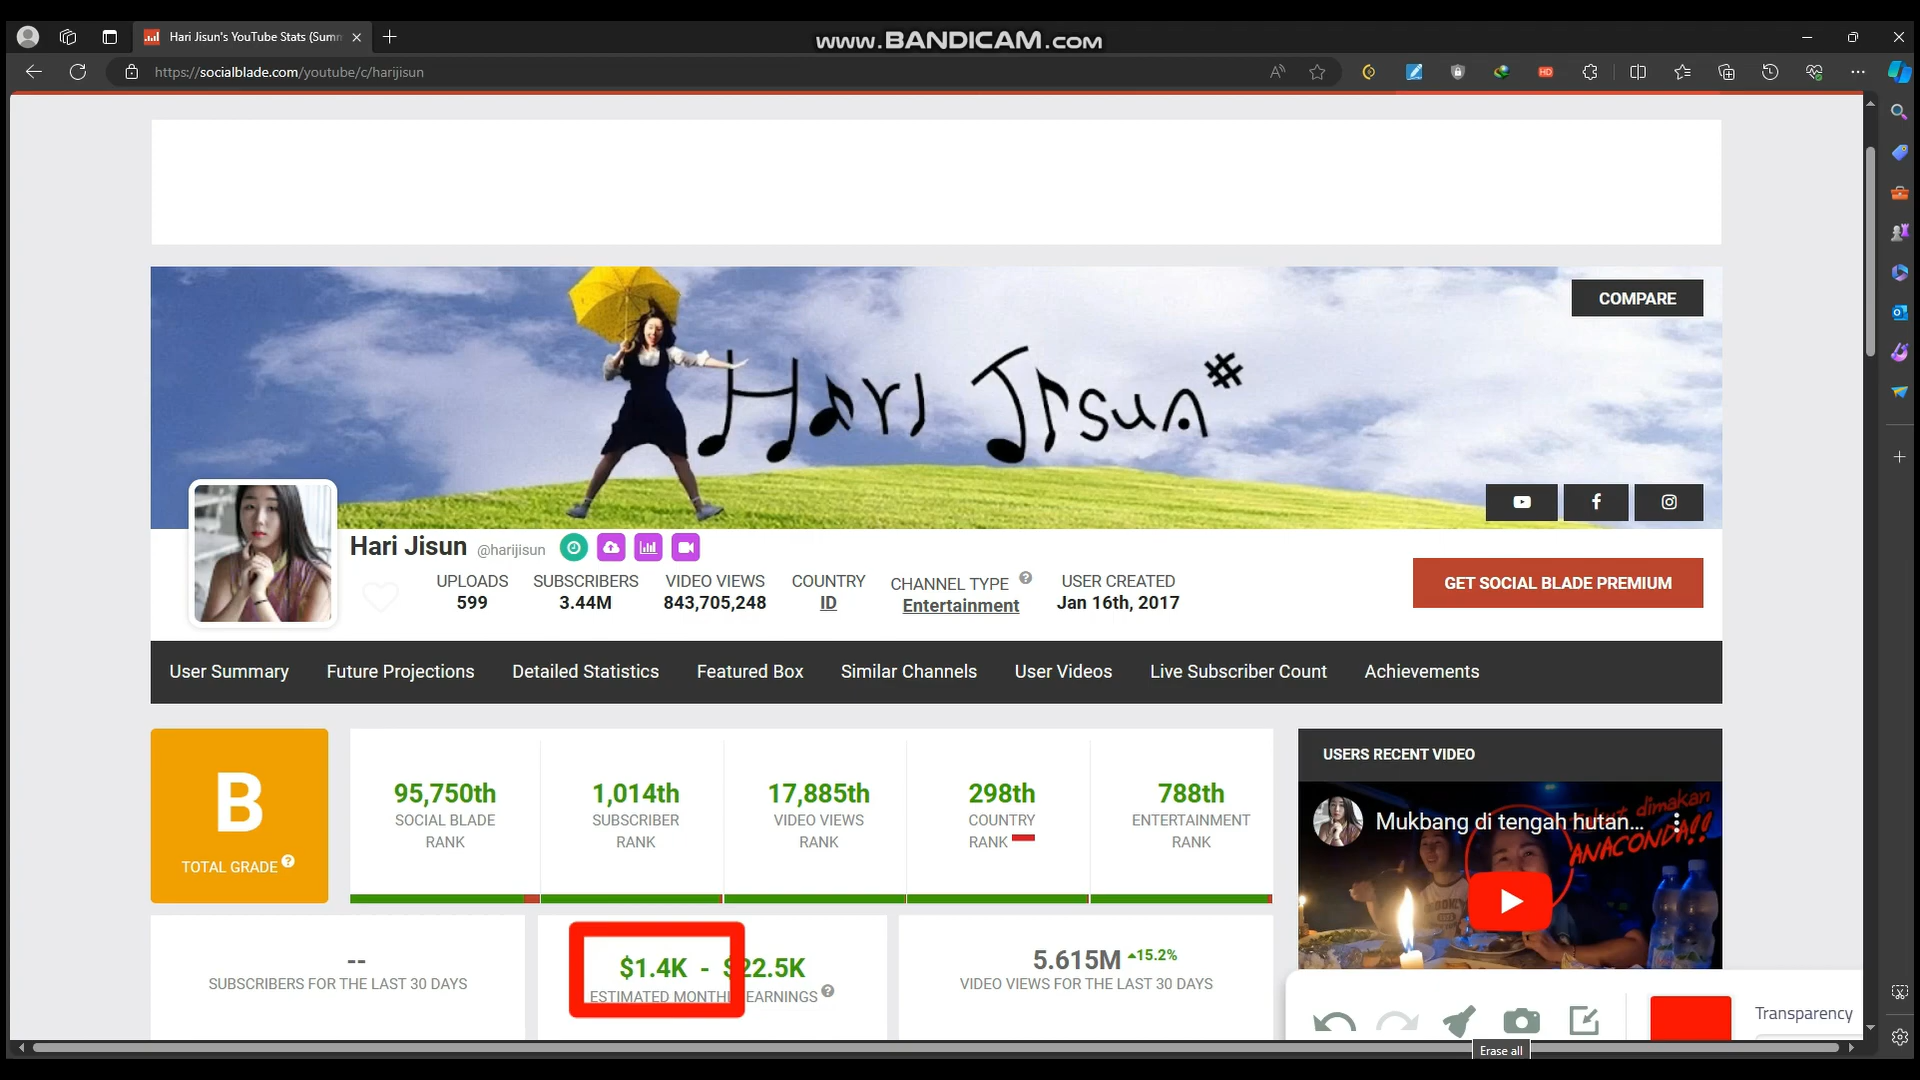 www.BANDICAM.com
Hari Jisun's YouTube Stats (Summ
https://socialblade.com/youtube/c/harijisun
HD
COMPARE
Hari Jisun
Hari Jisun @harijisun
UPLOADS SUBSCRIBERS VIDEO VIEWS COUNTRY CHANNEL TYPE USER CREATED
599 3.44M 843,705,248 ID Entertainment Jan 16th, 2017
GET SOCIAL BLADE PREMIUM
User Summary Future Projections Detailed Statistics Featured Box Similar Channels User Videos Live Subscriber Count Achievements
B
TOTAL GRADE
95,750th
SOCIAL BLADE
RANK
1,014th
SUBSCRIBER
RANK
17,885th
VIDEO VIEWS
RANK
298th
COUNTRY
RANK
788th
ENTERTAINMENT
RANK
USERS RECENT VIDEO
Mukbang di tengah hutan...
dimakan
ANACONDA!!
--
SUBSCRIBERS FOR THE LAST 30 DAYS
$1.4K - $22.5K
ESTIMATED MONTHLY EARNINGS
5.615M 15.2%
VIDEO VIEWS FOR THE LAST 30 DAYS
Transparency
Erase all